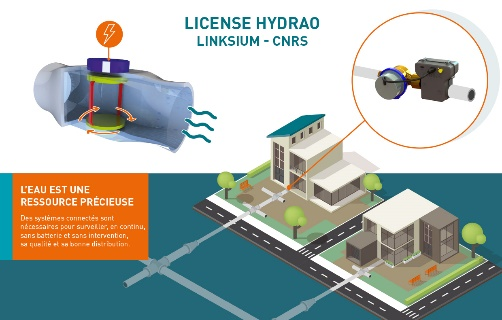 LICENSE HYDRAO
LINKSIUM - CNRS
L'EAU EST UNE
RESSOURCE PRÉCIEUSE
Des systèmes connectés sont
nécessaires pour surveiller, en continu,
sans batterie et sans intervention,
sa qualité et sa bonne distribution.